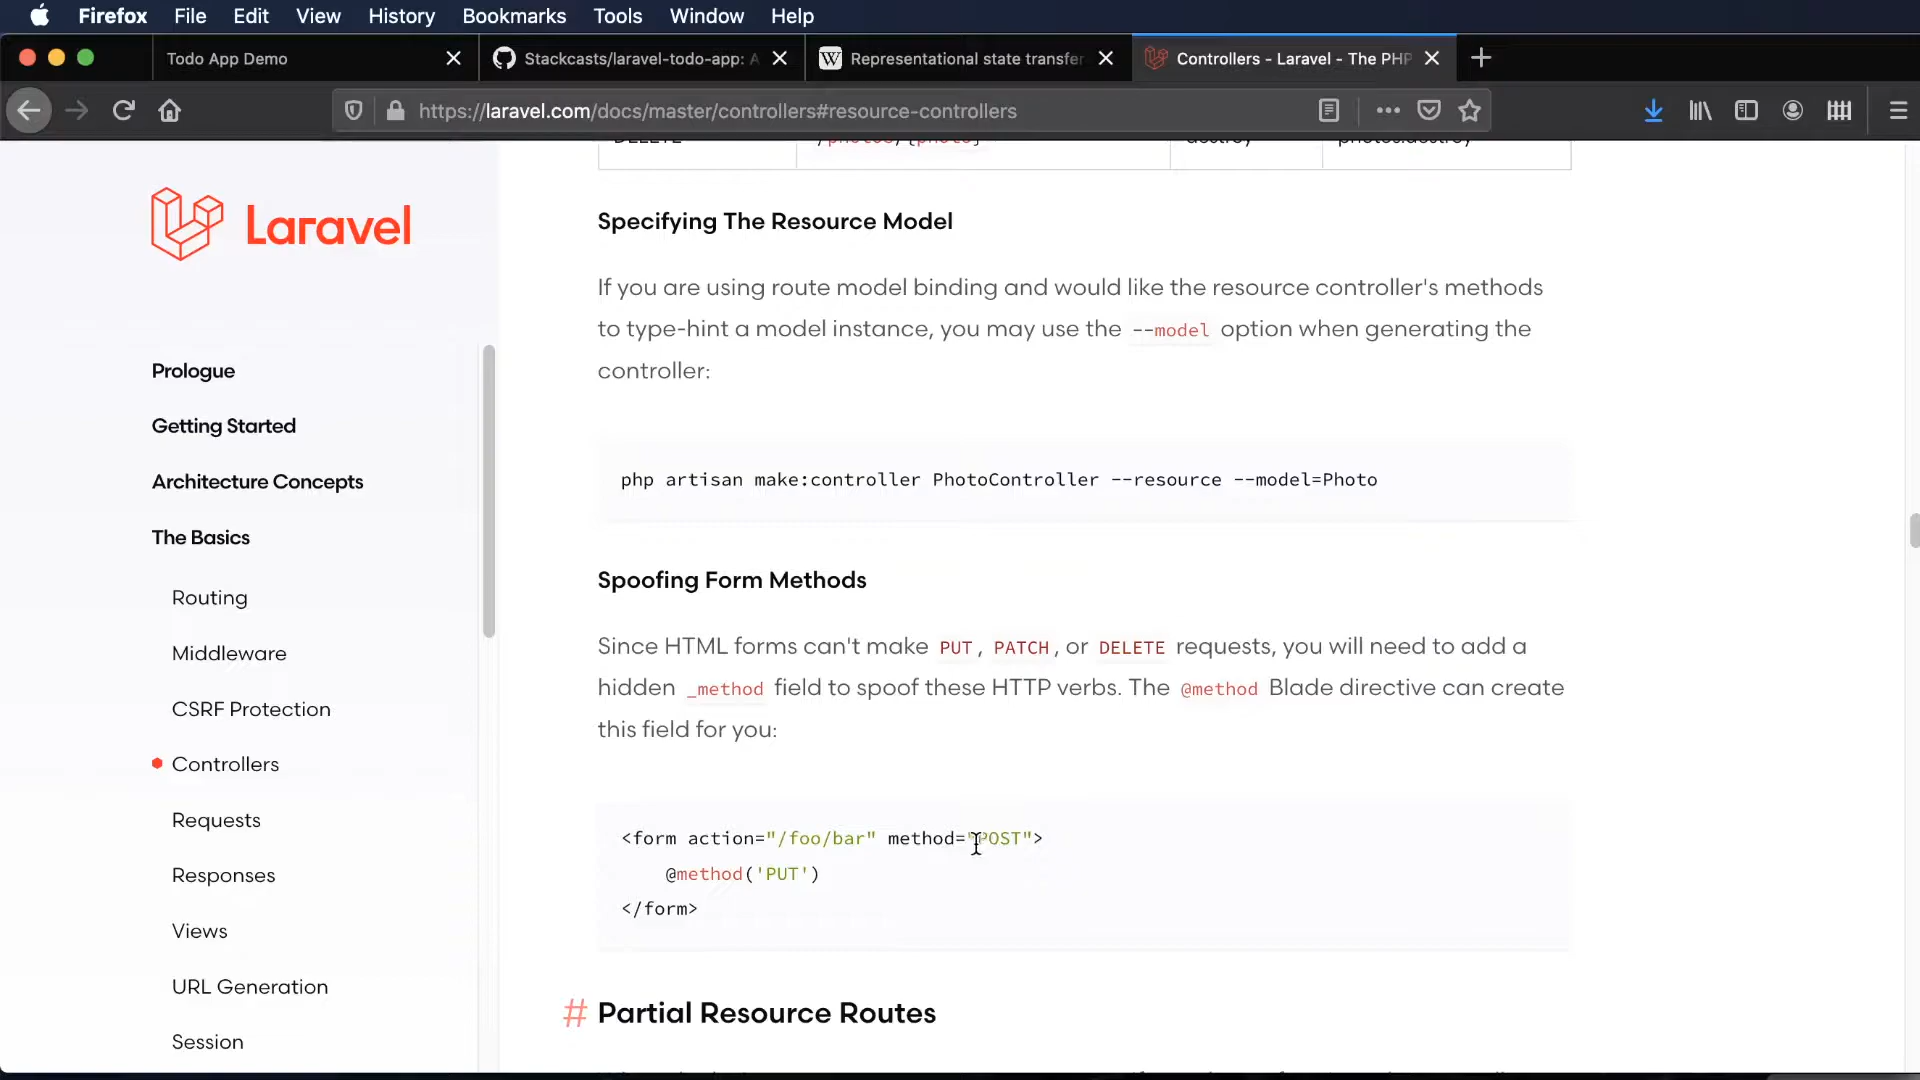 Firefox File Edit View History Bookmarks Tools Window Help
Todo App Demo
Stackcasts/laravel-todo-app: A
Representational state transfer
Controllers - Laravel - The PHP
https://laravel.com/docs/master/controllers#resource-controllers
DELETE /photos/{photo} destroy photos.destroy
Laravel
Prologue
Getting Started
Architecture Concepts
The Basics
Routing
Middleware
CSRF Protection
Controllers
Requests
Responses
Views
URL Generation
Session
Specifying The Resource Model
If you are using route model binding and would like the resource controller's methods
to type-hint a model instance, you may use the --model option when generating the
controller:
php artisan make:controller PhotoController --resource --model=Photo
Spoofing Form Methods
Since HTML forms can't make PUT, PATCH, or DELETE requests, you will need to add a
hidden _method field to spoof these HTTP verbs. The @method Blade directive can create
this field for you:
<form action="/foo/bar" method="POST">
@method('PUT')
</form>
# Partial Resource Routes